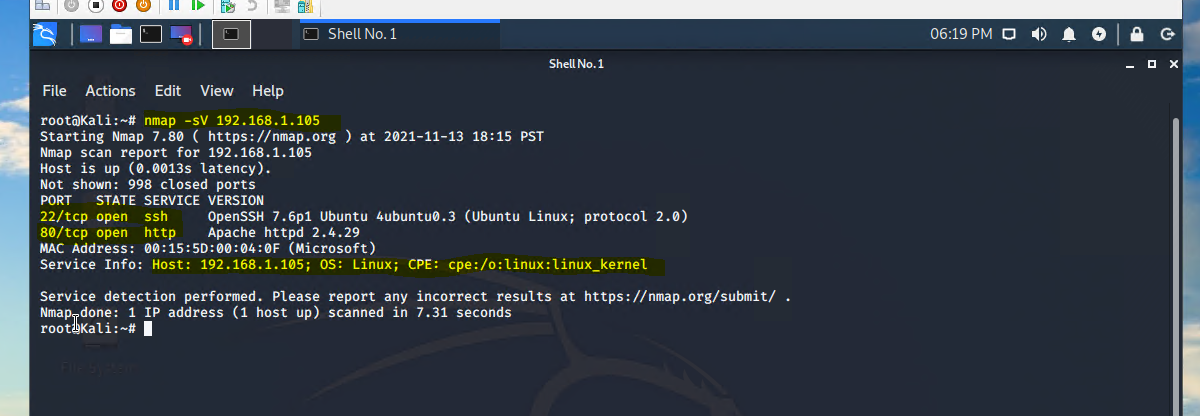 Shell No. 1
06:19 PM
Shell No. 1
File Actions Edit View Help
root@Kali:~# nmap -sV 192.168.1.105
Starting Nmap 7.80 ( https://nmap.org ) at 2021-11-13 18:15 PST
Nmap scan report for 192.168.1.105
Host is up (0.0013s latency).
Not shown: 998 closed ports
PORT   STATE SERVICE VERSION
22/tcp open  ssh     OpenSSH 7.6p1 Ubuntu 4ubuntu0.3 (Ubuntu Linux; protocol 2.0)
80/tcp open  http    Apache httpd 2.4.29
MAC Address: 00:15:5D:00:04:0F (Microsoft)
Service Info: Host: 192.168.1.105; OS: Linux; CPE: cpe:/o:linux:linux_kernel
Service detection performed. Please report any incorrect results at https://nmap.org/submit/ .
Nmap done: 1 IP address (1 host up) scanned in 7.31 seconds
root@Kali:~#
File System